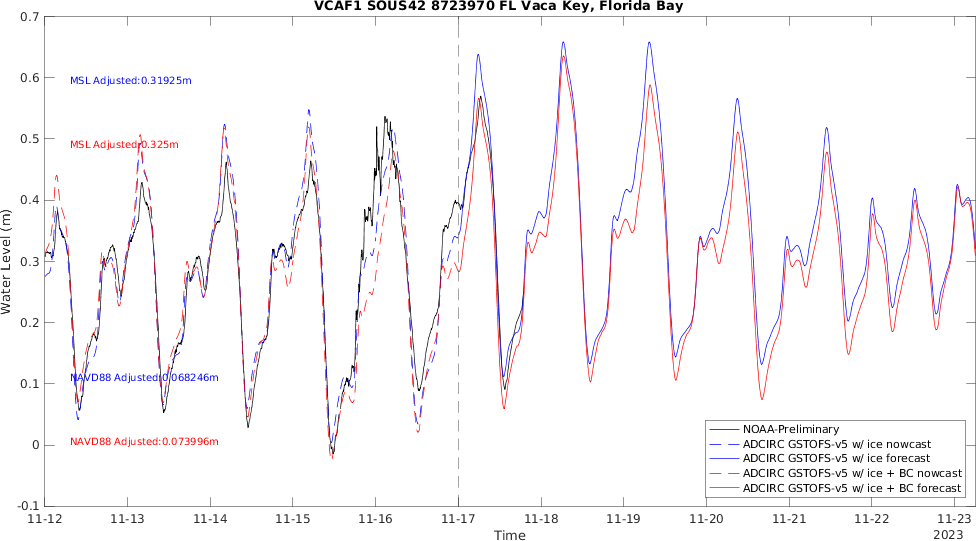 VCAF1 SOUS42 8723970 FL Vaca Key, Florida Bay
0.7
0.6
0.5
0.4
0.3
0.2
0.1
0
-0.1
Water Level (m)
MSL Adjusted:0.31925m
MSL Adjusted:0.325m
NAVD88 Adjusted:0.068246m
NAVD88 Adjusted:0.073996m
NOAA-Preliminary
ADCIRC GSTOFS-v5 w/ ice nowcast
ADCIRC GSTOFS-v5 w/ ice forecast
ADCIRC GSTOFS-v5 w/ ice + BC nowcast
ADCIRC GSTOFS-v5 w/ ice + BC forecast
11-12 11-13 11-14 11-15 11-16 11-17 11-18 11-19 11-20 11-21 11-22 11-23
Time
2023